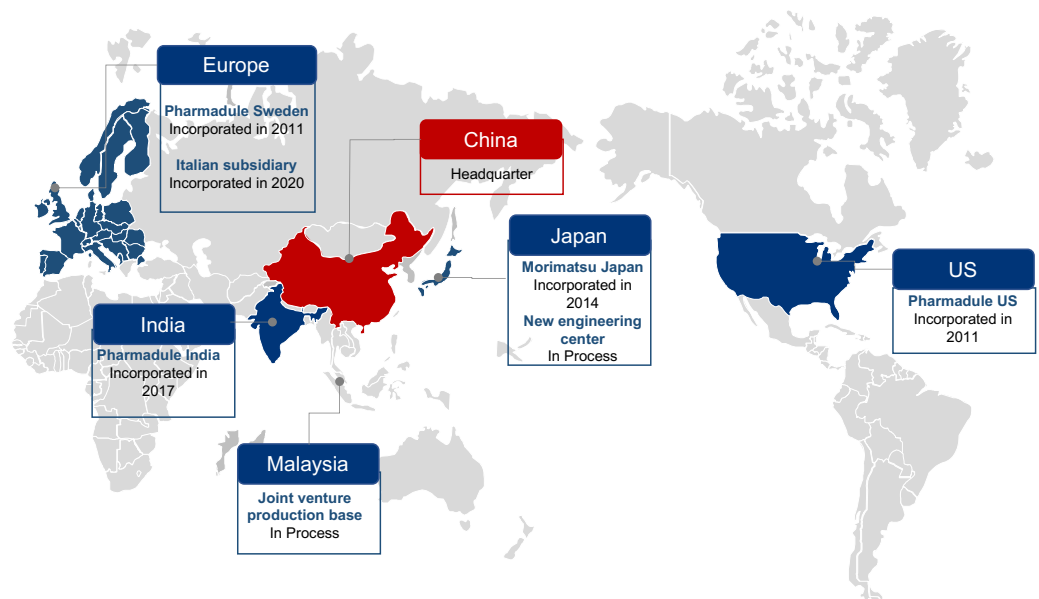 Europe
Pharmadule Sweden
Incorporated in 2011
Italian subsidiary
Incorporated in 2020
China
Headquarter
Japan
Morimatsu Japan
Incorporated in
2014
New engineering
center
In Process
US
Pharmadule US
Incorporated in
2011
India
Pharmadule India
Incorporated in
2017
Malaysia
Joint venture
production base
In Process